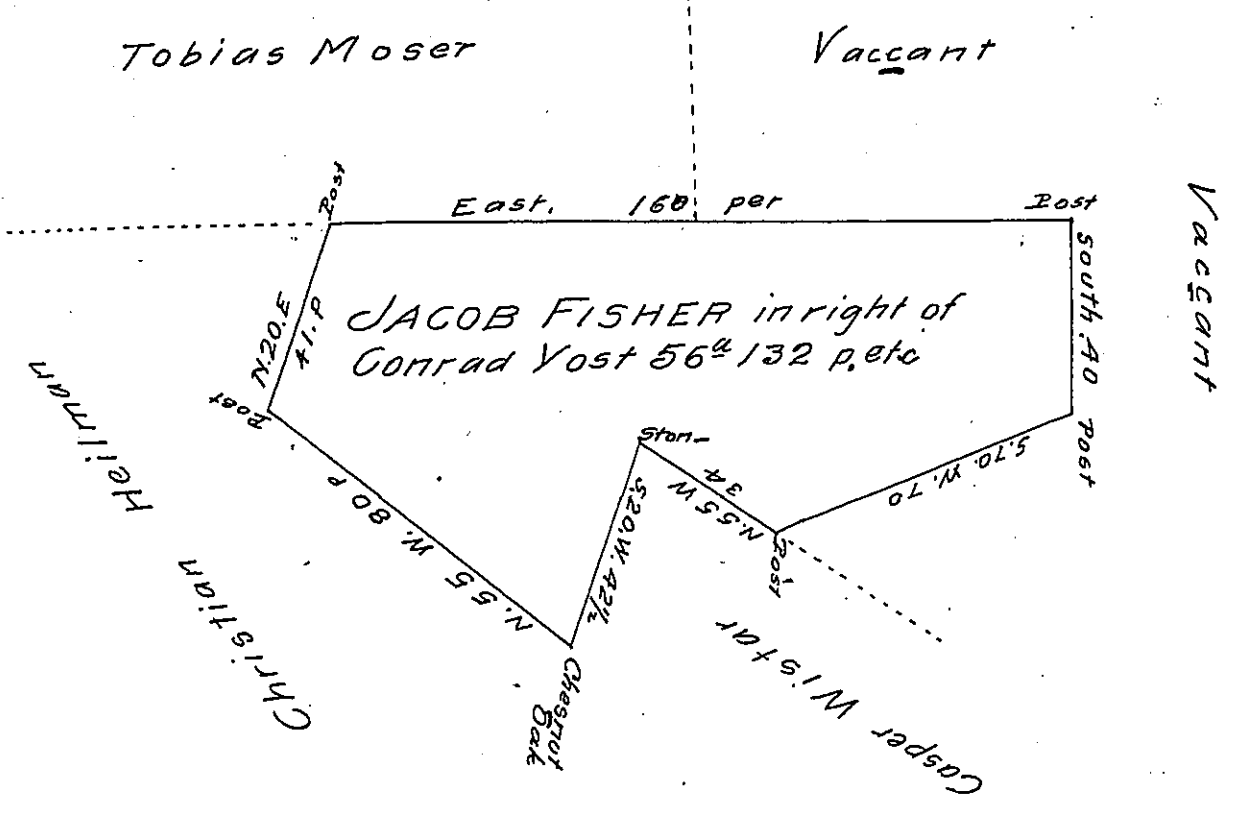 Tobias Moser
Vaccant
Post
East. 160 per
Post
Vaccant
South. 40
Post
N.20.E
41.P
JACOB FISHER in right of
Conrad Yost 56a 132 p. etc
Post
Ston-
S.70.W.70
34
N.55 W
Post
S.20.W.42½
N. 55 W. 80 P
Chesnut
Oak
Christian Heilman
Casper Wistar